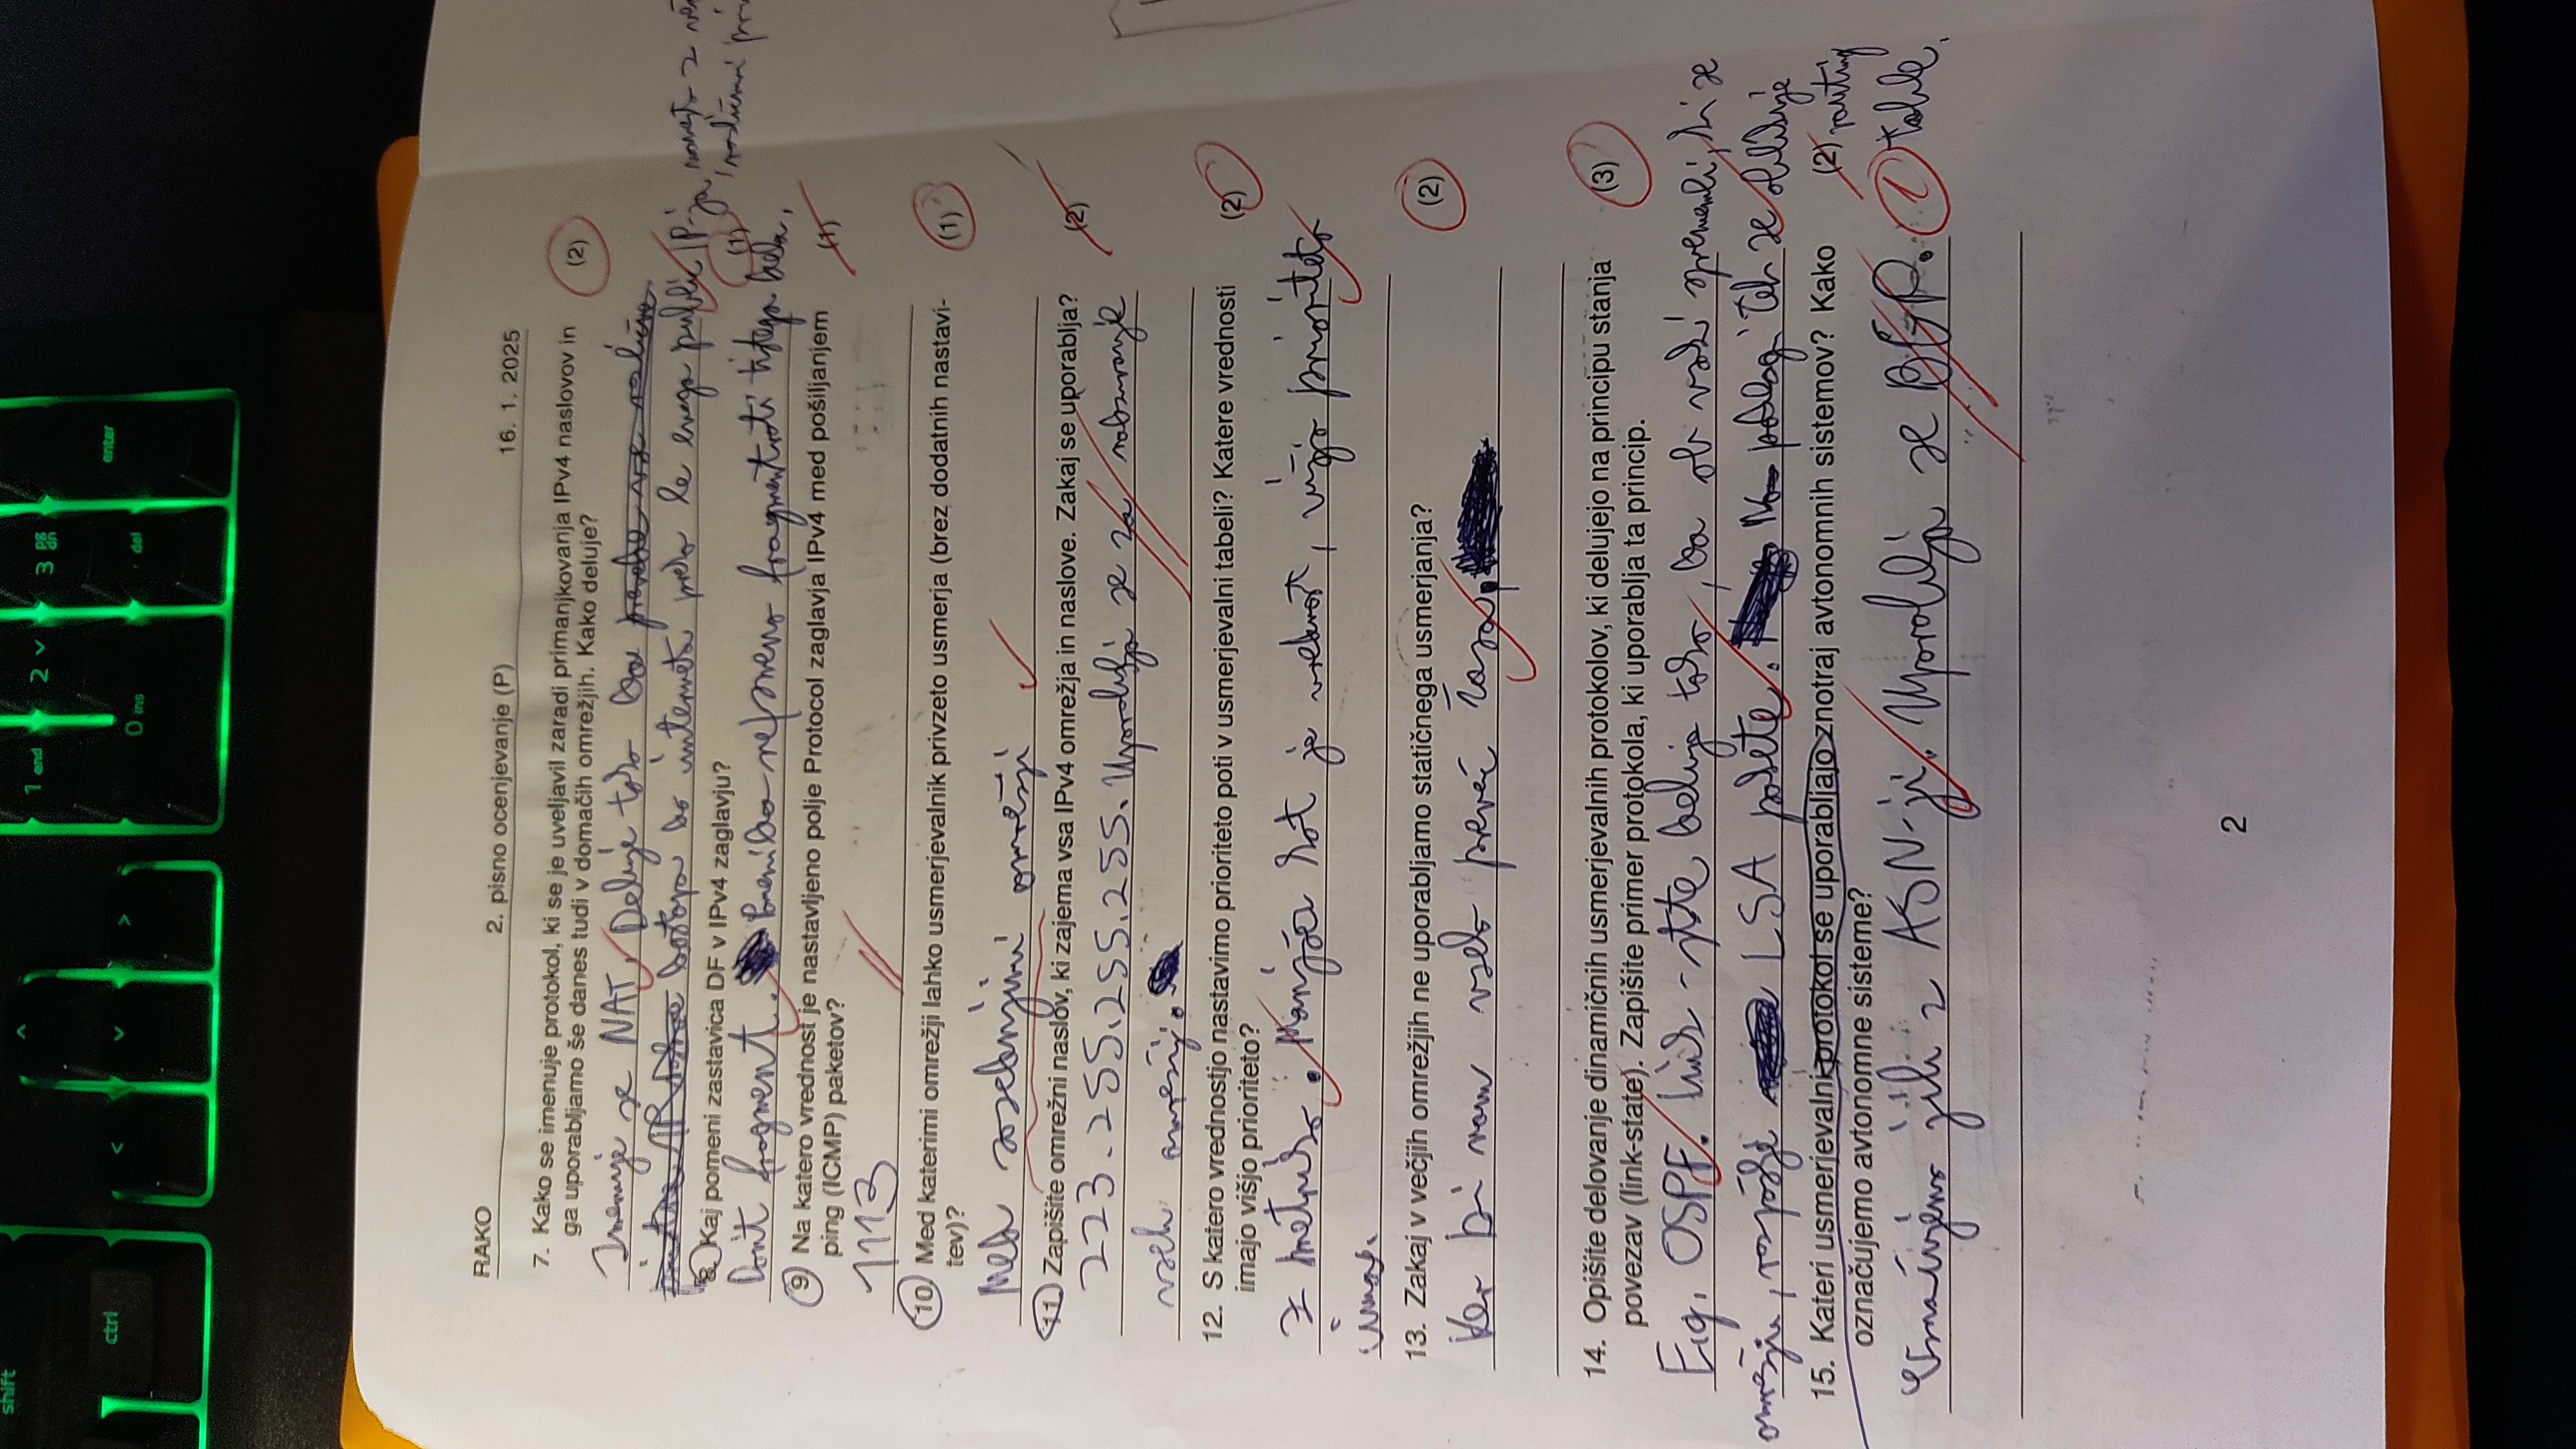 shift
ctrl
^
<
v
>
1 end
2 v
3 pg dn
0 ins
. del
enter
RAKO
2. pisno ocenjevanje (P)
16. 1. 2025
7. Kako se imenuje protokol, ki se je uveljavil zaradi primanjkovanja IPv4 naslovov in (2)
ga uporabljamo še danes tudi v domačih omrežjih. Kako deluje?
Imenuje se NAT. Deluje tako da
dostopa do interneta preko le enega public IP-ja namesto z
8. Kaj pomeni zastavica DF v IPv4 zaglavju? (1)
Don't fragment. fragmentirati tistega
9. Na katero vrednost je nastavljeno polje Protocol zaglavja IPv4 med pošiljanjem (1)
ping (ICMP) paketov?
1113
10. Med katerimi omrežji lahko usmerjevalnik privzeto usmerja (brez dodatnih nastavi- (1)
tev)?
Med sosednjimi omrežji
11. Zapišite omrežni naslov, ki zajema vsa IPv4 omrežja in naslove. Zakaj se uporablja? (2)
223.255.255.255. Uporablja se za
vseh omrežij.
12. S katero vrednostjo nastavimo prioriteto poti v usmerjevalni tabeli? Katere vrednosti (2)
imajo višjo prioriteto?
Z metriko. Manjša kot je vrednost, višjo prioriteto
ima.
13. Zakaj v večjih omrežjih ne uporabljamo statičnega usmerjanja? (2)
Ker bi nam vzelo preveč časa.
14. Opišite delovanje dinamičnih usmerjevalnih protokolov, ki delujejo na principu stanja (3)
povezav (link-state). Zapišite primer protokola, ki uporablja ta princip.
E.g. OSPF. Link-state deluje tako, da ob vsaki spremembi, ki se
omrežju, razpošlje LSA pakete. Na podlagi teh se oblikuje
routing
table.
15. Kateri usmerjevalni protokol se uporabljajo znotraj avtonomnih sistemov? Kako (2)
označujemo avtonomne sisteme?
Označujemo jih z ASN-ji. Uporablja se BGP. 1
2